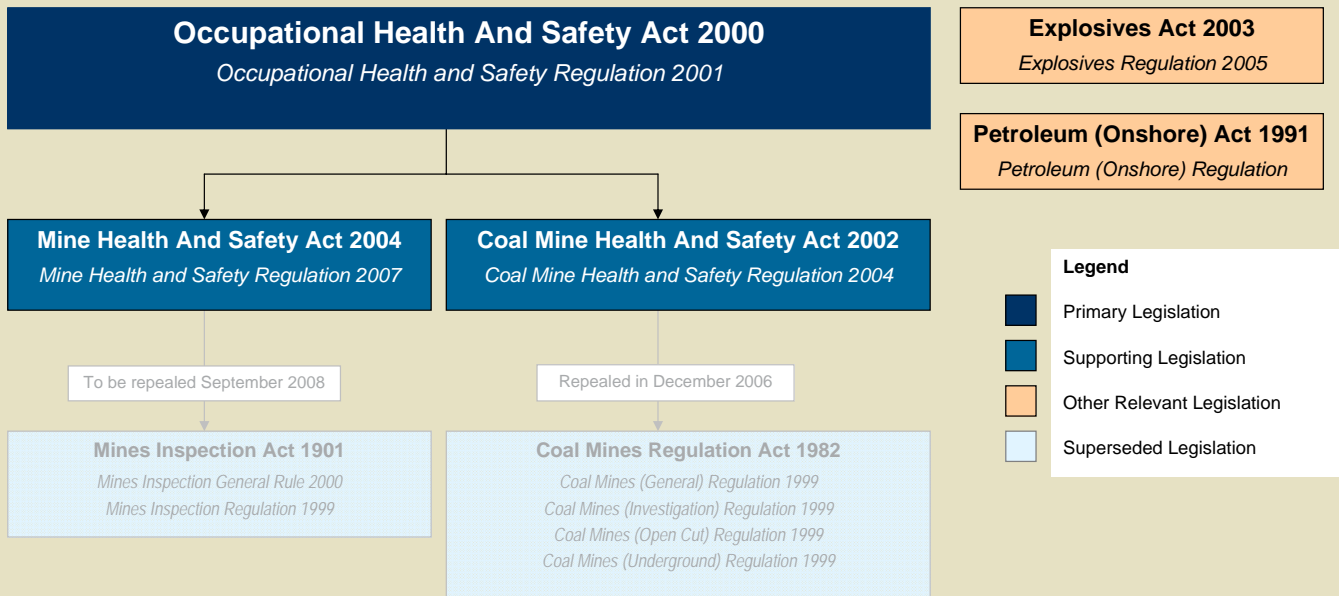 Occupational Health And Safety Act 2000
Occupational Health and Safety Regulation 2001
Explosives Act 2003
Explosives Regulation 2005
Petroleum (Onshore) Act 1991
Petroleum (Onshore) Regulation
Mine Health And Safety Act 2004
Mine Health and Safety Regulation 2007
Coal Mine Health And Safety Act 2002
Coal Mine Health and Safety Regulation 2004
To be repealed September 2008
Repealed in December 2006
Mines Inspection Act 1901
Mines Inspection General Rule 2000
Mines Inspection Regulation 1999
Coal Mines Regulation Act 1982
Coal Mines (General) Regulation 1999
Coal Mines (Investigation) Regulation 1999
Coal Mines (Open Cut) Regulation 1999
Coal Mines (Underground) Regulation 1999
Legend
Primary Legislation
Supporting Legislation
Other Relevant Legislation
Superseded Legislation